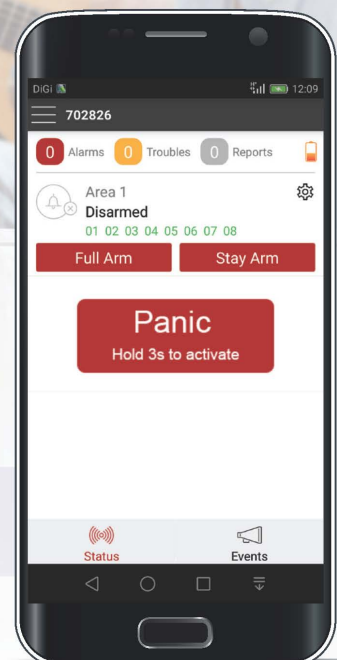 DiGi 12:09
702826
0 Alarms 0 Troubles 0 Reports
Area 1
Disarmed
01 02 03 04 05 06 07 08
Full Arm Stay Arm
Panic
Hold 3s to activate
Status Events